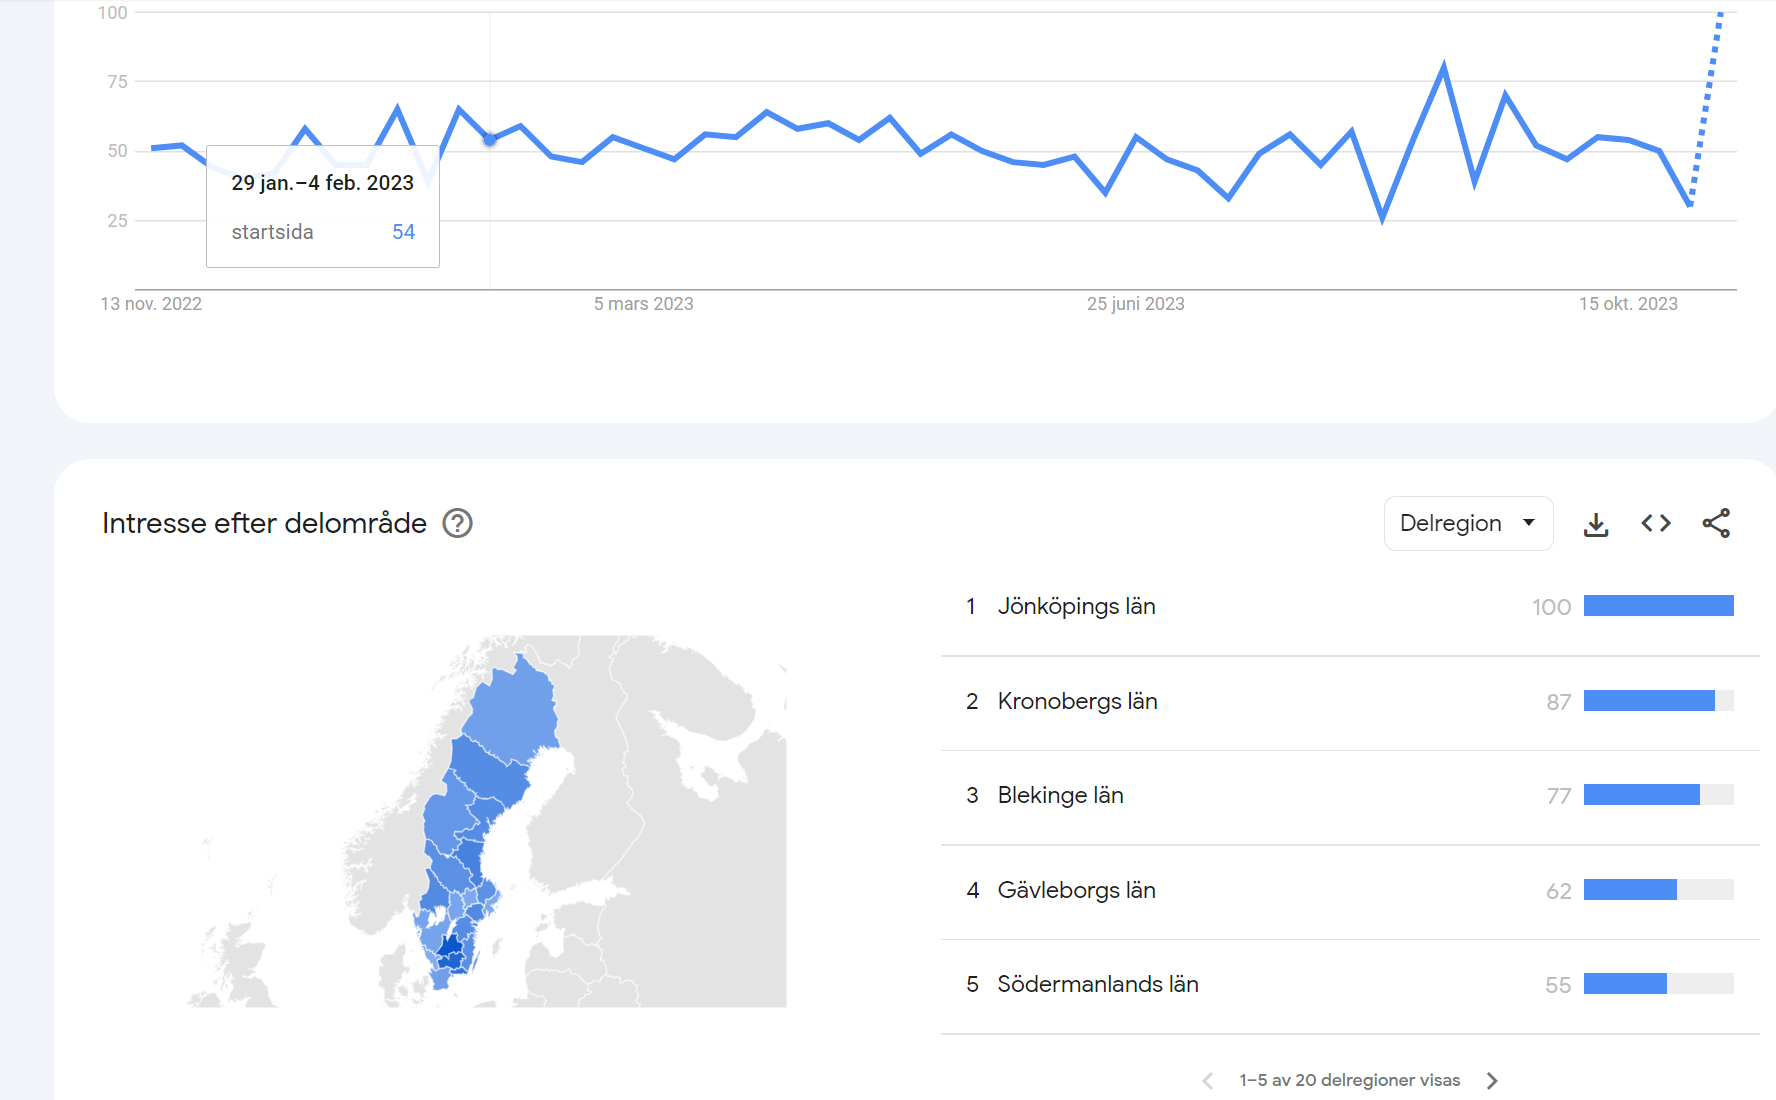 100
75
50
25
29 jan.–4 feb. 2023
startsida 54
13 nov. 2022 5 mars 2023 25 juni 2023 15 okt. 2023
Intresse efter delområde ?
Delregion
1 Jönköpings län 100
2 Kronobergs län 87
3 Blekinge län 77
4 Gävleborgs län 62
5 Södermanlands län 55
1–5 av 20 delregioner visas